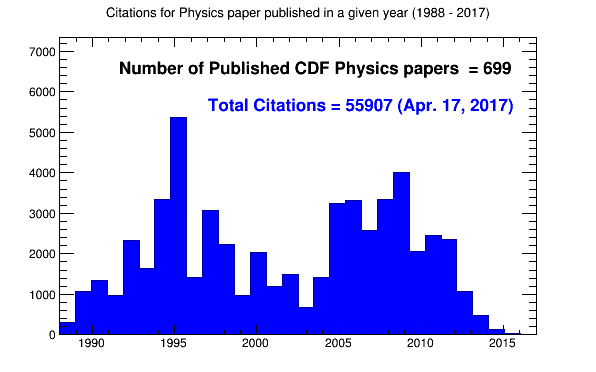 Citations for Physics paper published in a given year (1988 - 2017)
7000
Number of Published CDF Physics papers = 699
6000
Total Citations = 55907 (Apr. 17, 2017)
5000
4000
3000
2000
1000
0
1990 1995 2000 2005 2010 2015